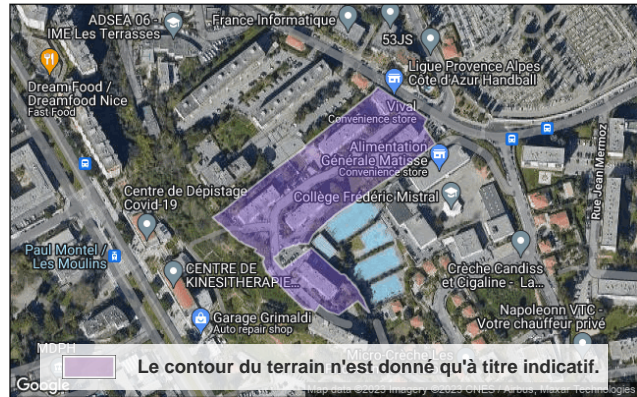 ADSEA 06 -
IME Les Terrasses
France Informatique
53JS
Ligue Provence Alpes
Côte d'Azur Handball
Dream Food /
Dreamfood Nice
Fast Food
Vival
Convenience store
Alimentation
Générale Matisse
Convenience store
Rue Jean Mermoz
Centre de Dépistage
Covid-19
Collège Frédéric Mistral
Paul Montel /
Les Moulins
CENTRE DE
KINESITHERAPIE...
Crèche Candiss
et Cigaline - La...
Garage Grimaldi
Auto repair shop
Napoleonn VTC -
Votre chauffeur privé
MDPH
Micro-Crèche Les
Le contour du terrain n'est donné qu'à titre indicatif.
Google
Map data ©2023 Imagery ©2023 CNES / Airbus, Maxar Technologies